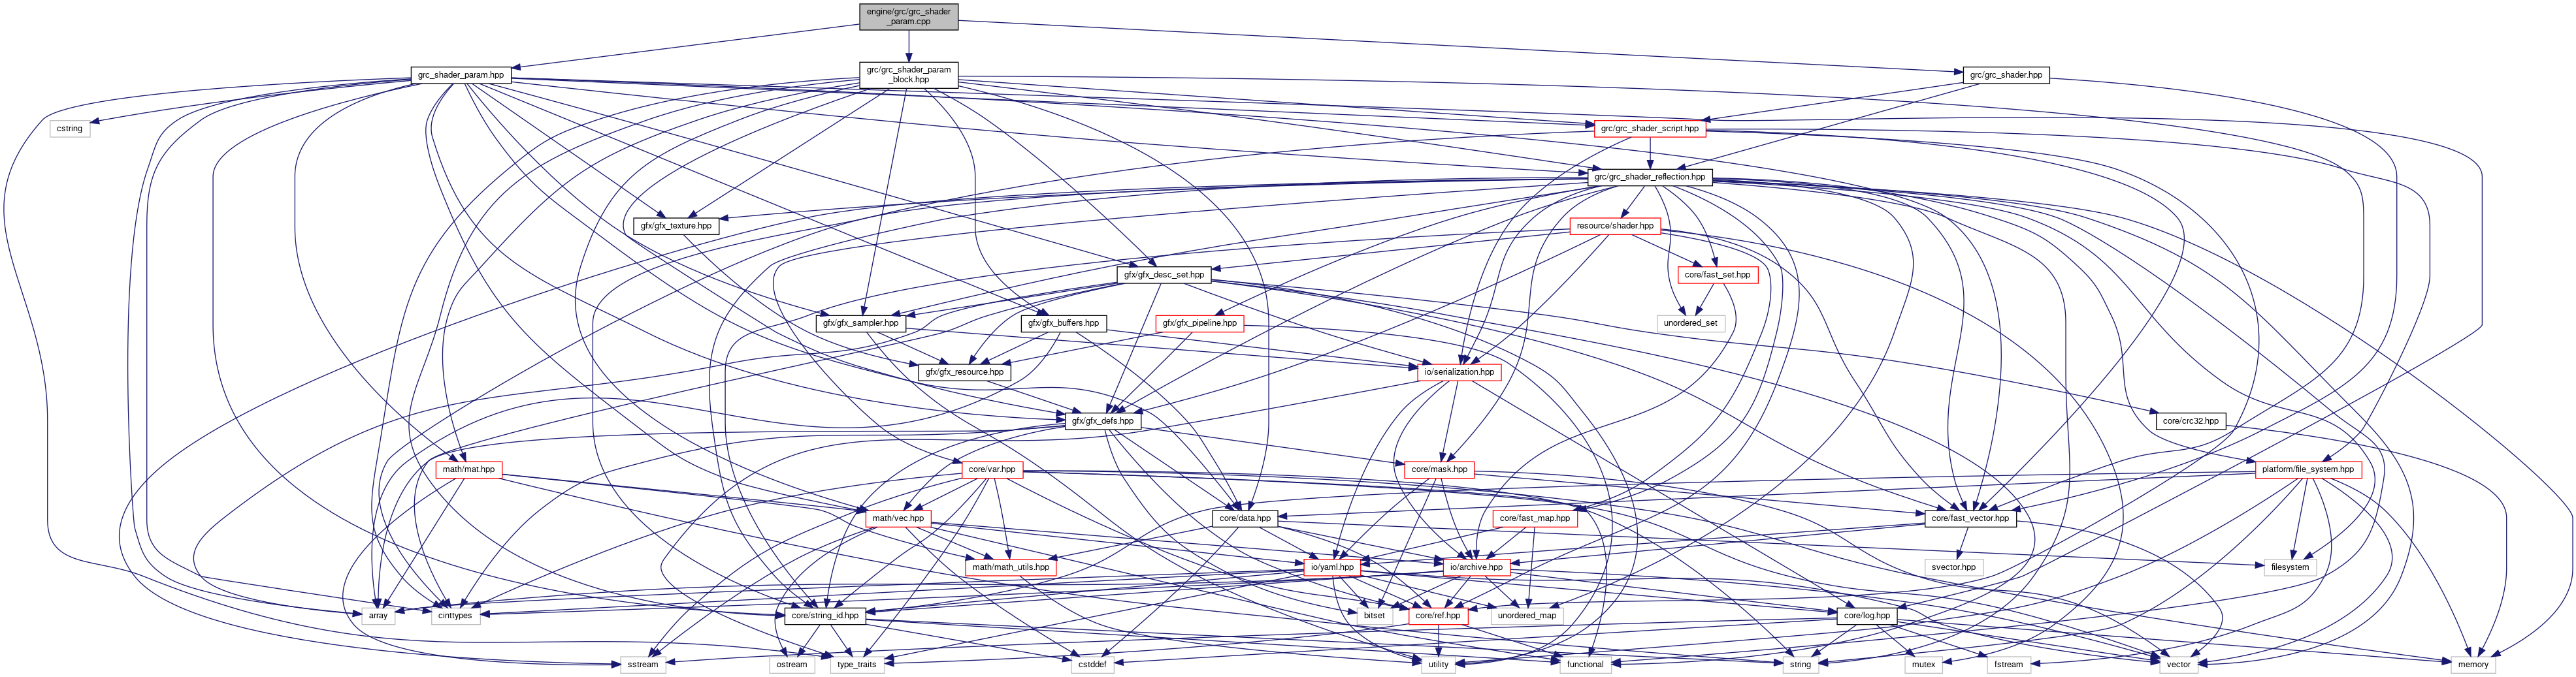 engine/grc/grc_shader
_param.cpp
grc_shader_param.hpp
grc/grc_shader_param
_block.hpp
grc/grc_shader.hpp
cstring
grc/grc_shader_script.hpp
grc/grc_shader_reflection.hpp
gfx/gfx_texture.hpp
resource/shader.hpp
gfx/gfx_desc_set.hpp
core/fast_set.hpp
gfx/gfx_sampler.hpp
gfx/gfx_buffers.hpp
gfx/gfx_pipeline.hpp
unordered_set
gfx/gfx_resource.hpp
io/serialization.hpp
gfx/gfx_defs.hpp
core/crc32.hpp
math/mat.hpp
core/var.hpp
core/mask.hpp
platform/file_system.hpp
math/vec.hpp
core/data.hpp
core/fast_map.hpp
core/fast_vector.hpp
math/math_utils.hpp
io/yaml.hpp
io/archive.hpp
svector.hpp
filesystem
array
cinttypes
core/string_id.hpp
bitset
core/ref.hpp
unordered_map
core/log.hpp
sstream
ostream
type_traits
cstddef
utility
functional
string
mutex
fstream
vector
memory